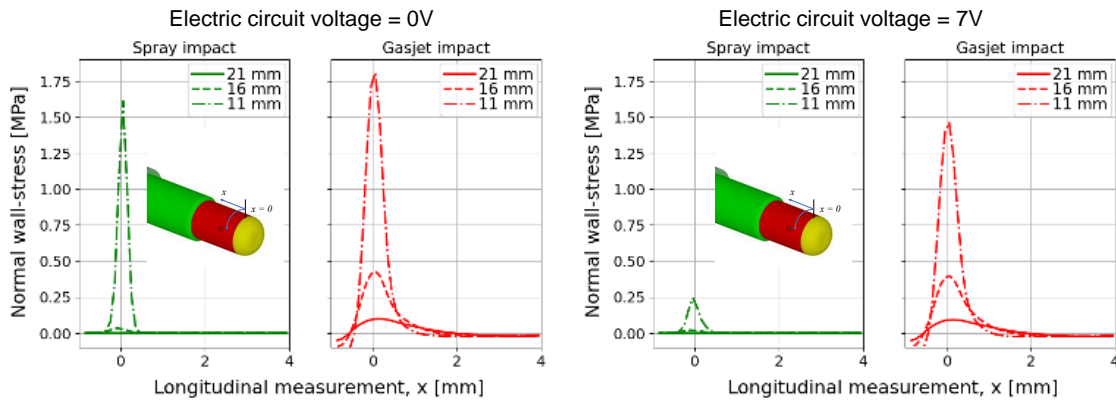 Electric circuit voltage = 0V
Spray impact
Gasjet impact
Normal wall-stress [MPa]
1.75
1.50
1.25
1.00
0.75
0.50
0.25
0.00
21 mm
16 mm
11 mm
x
x = 0
21 mm
16 mm
11 mm
0
2
4
0
2
4
Longitudinal measurement, x [mm]
Electric circuit voltage = 7V
Spray impact
Gasjet impact
Normal wall-stress [MPa]
1.75
1.50
1.25
1.00
0.75
0.50
0.25
0.00
21 mm
16 mm
11 mm
x
x = 0
21 mm
16 mm
11 mm
0
2
4
0
2
4
Longitudinal measurement, x [mm]